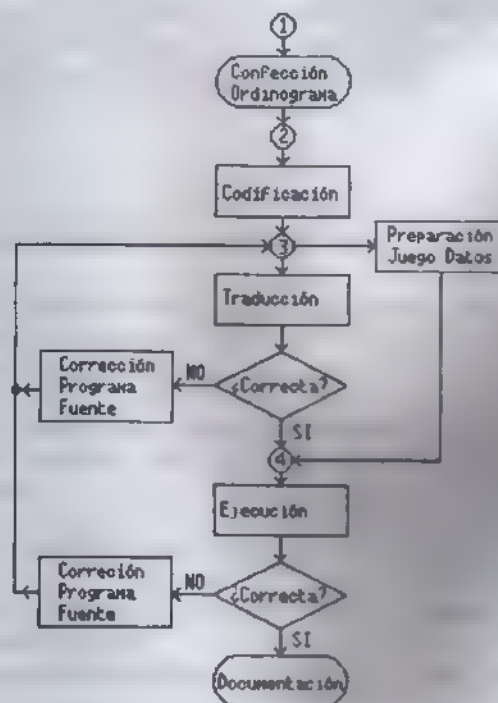 1
Confección
Ordinograma
2
Codificación
3
Preparación
Juego Datos
Traducción
Corrección
Programa
Fuente
NO
¿Correcta?
SI
4
Ejecución
Correción
Programa
Fuente
NO
¿Correcta?
SI
Documentación